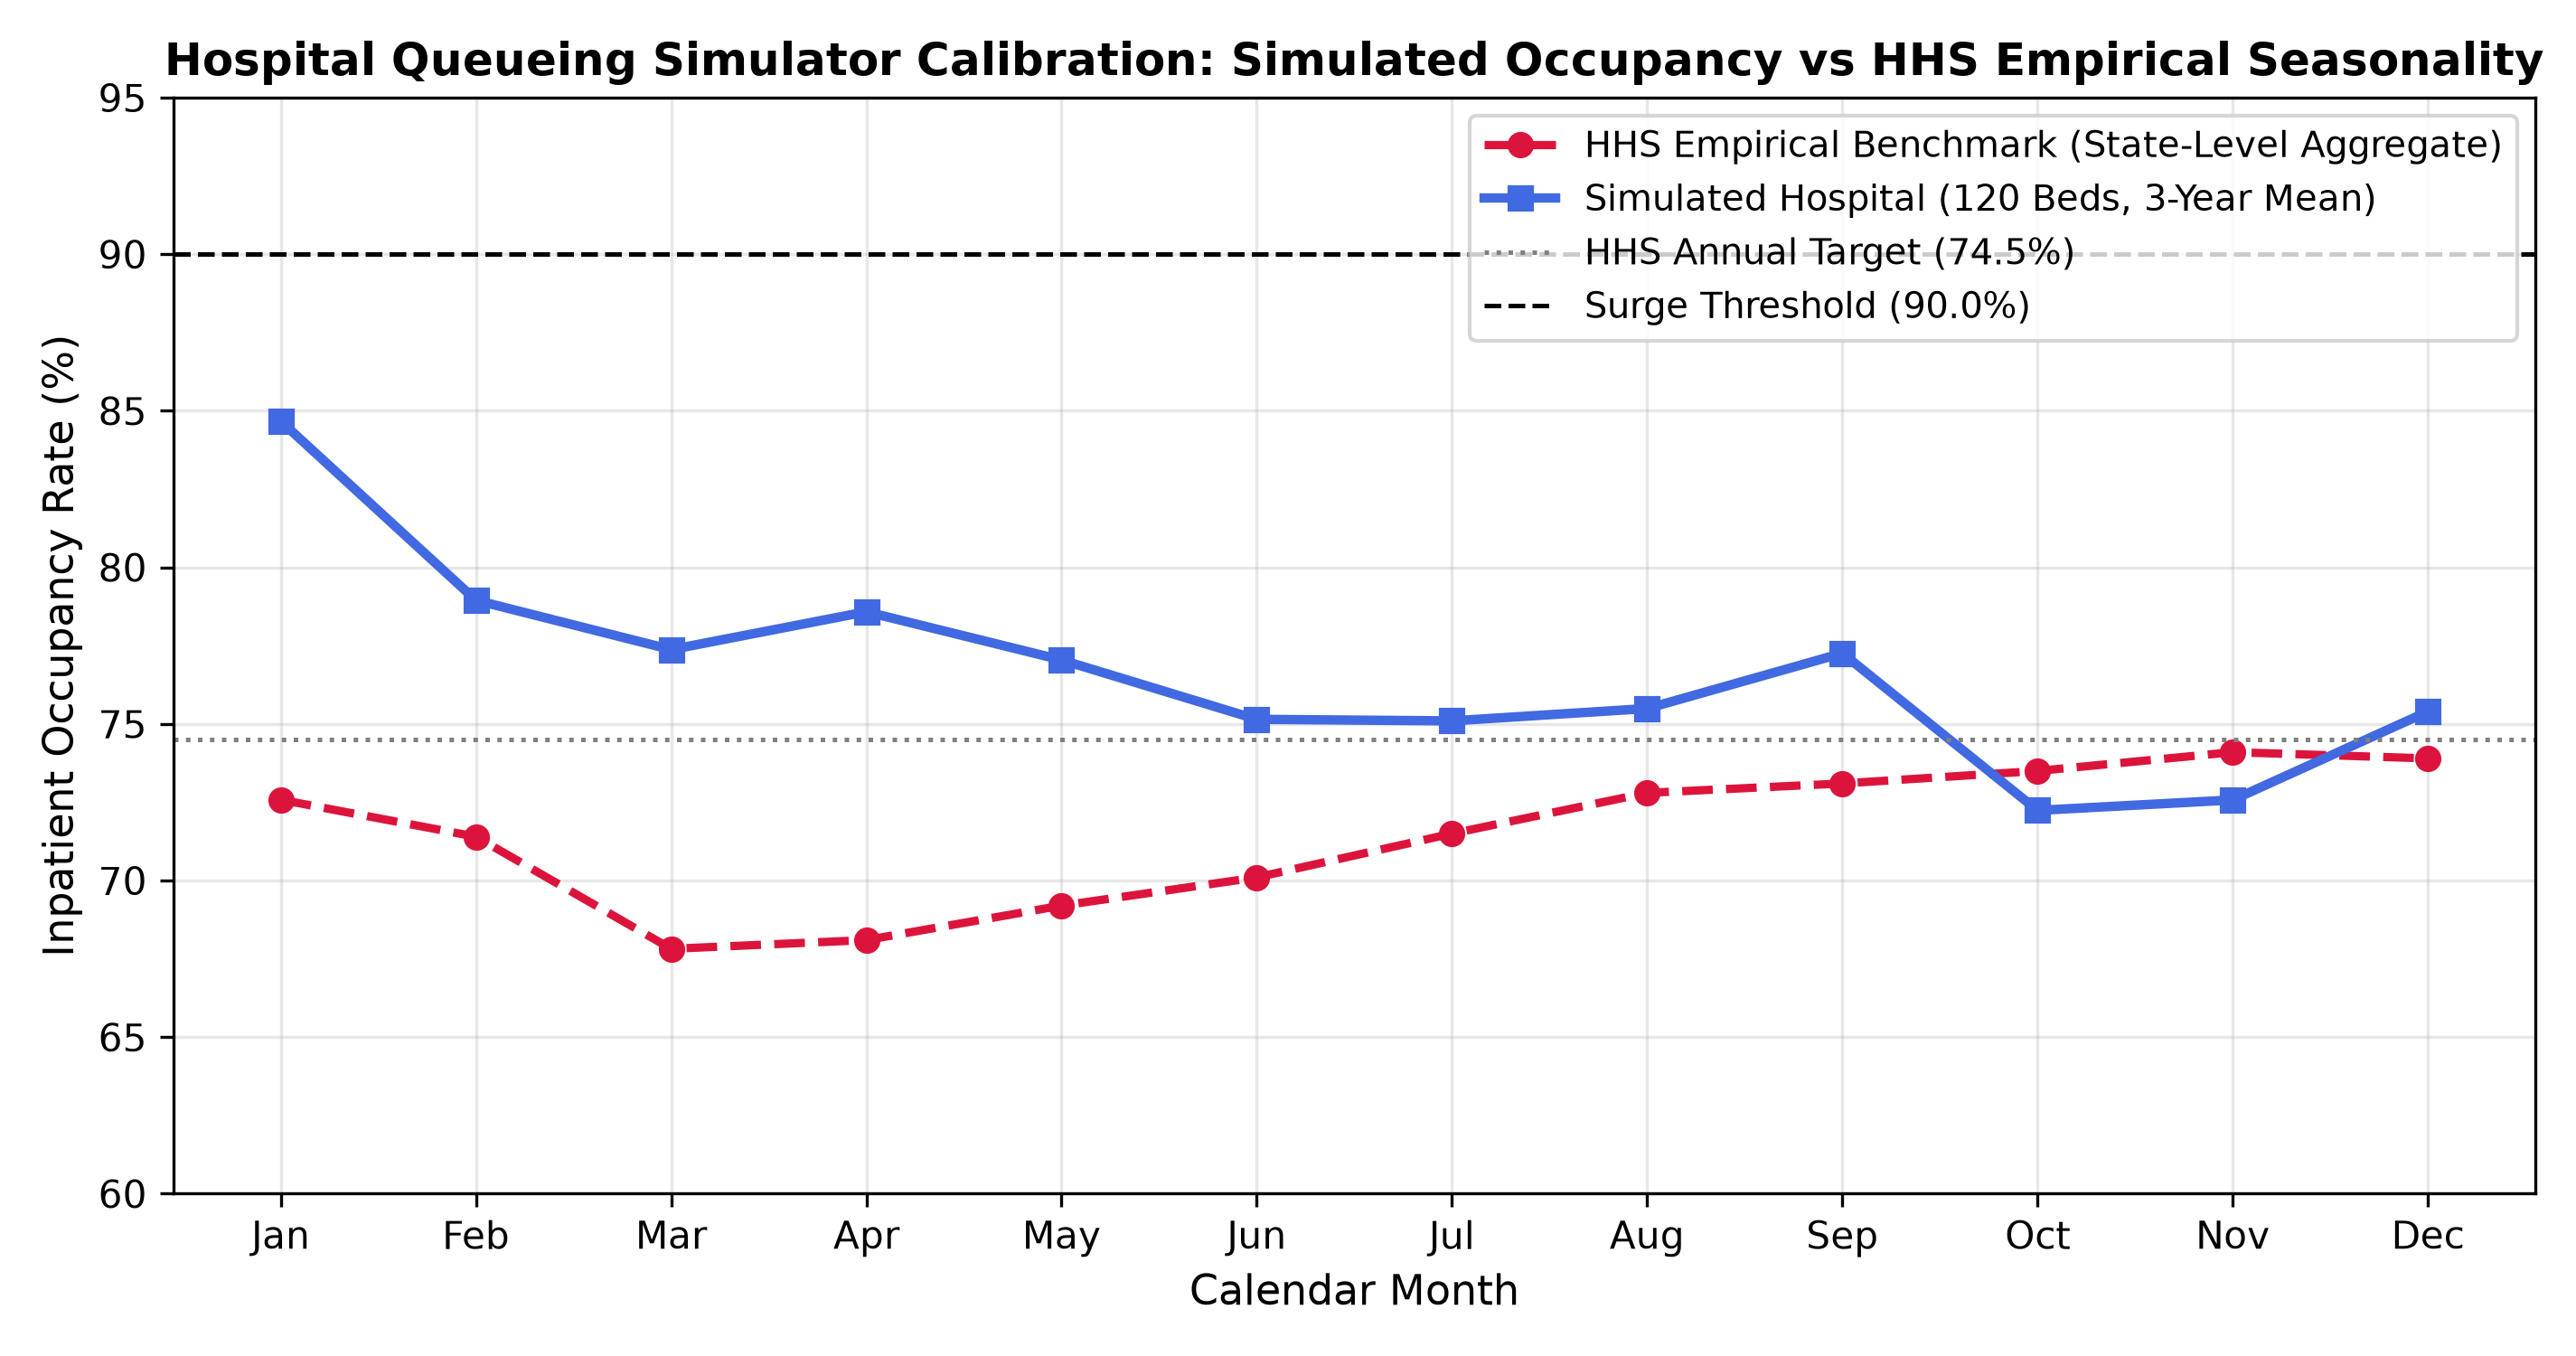 Hospital Queueing Simulator Calibration: Simulated Occupancy vs HHS Empirical Seasonality
HHS Empirical Benchmark (State-Level Aggregate)
Simulated Hospital (120 Beds, 3-Year Mean)
HHS Annual Target (74.5%)
Surge Threshold (90.0%)
Inpatient Occupancy Rate (%)
95
90
85
80
75
70
65
60
Jan Feb Mar Apr May Jun Jul Aug Sep Oct Nov Dec
Calendar Month